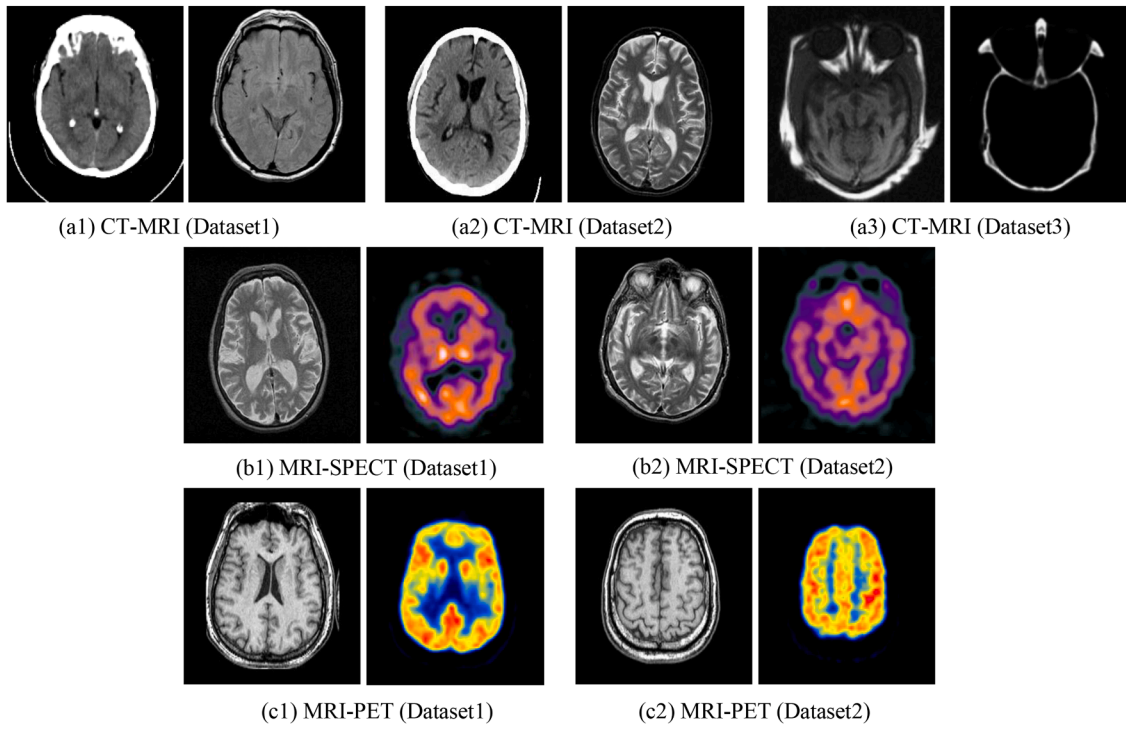 (a1) CT-MRI (Dataset1)
(a2) CT-MRI (Dataset2)
(a3) CT-MRI (Dataset3)
(b1) MRI-SPECT (Dataset1)
(b2) MRI-SPECT (Dataset2)
(c1) MRI-PET (Dataset1)
(c2) MRI-PET (Dataset2)